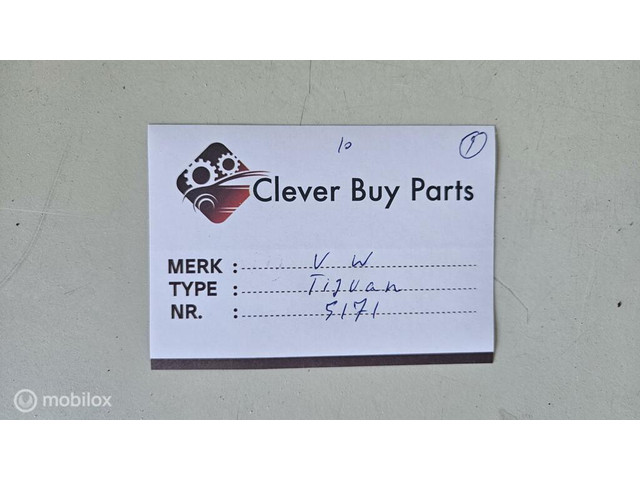 10
9
Clever Buy Parts
MERK : V W
TYPE : Tiguan
NR. : 5171
mobilox